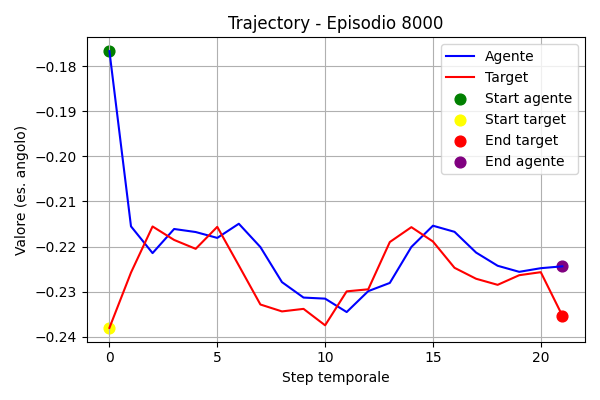 Trajectory - Episodio 8000
Valore (es. angolo)
−0.18
−0.19
−0.20
−0.21
−0.22
−0.23
−0.24
Agente
Target
Start agente
Start target
End target
End agente
0 5 10 15 20
Step temporale